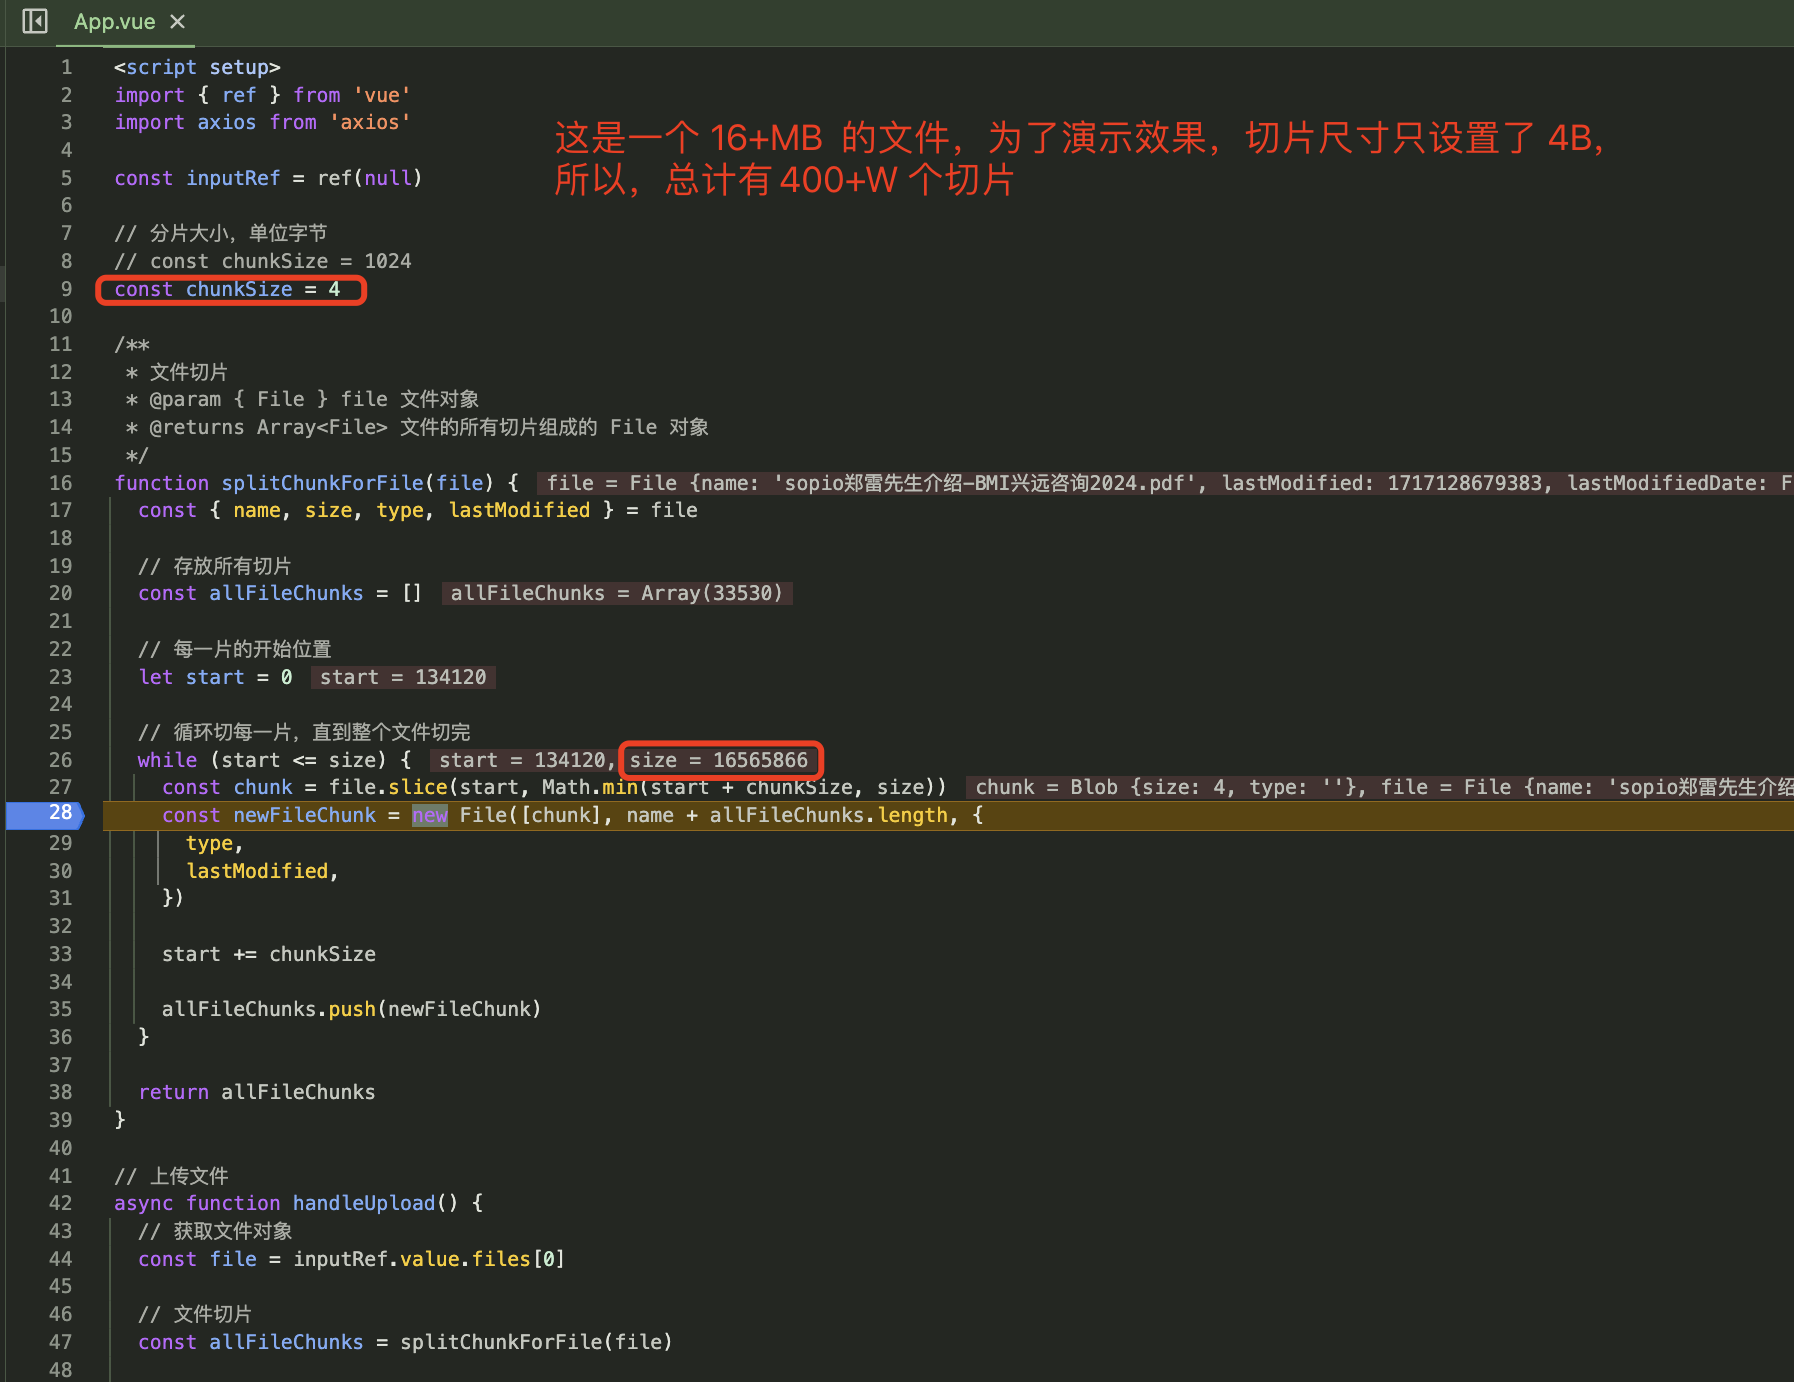 App.vue ×
1 <script setup>
2 import { ref } from 'vue'
3 import axios from 'axios'
这是一个 16+MB 的文件，为了演示效果，切片尺寸只设置了 4B，
4
所以，总计有 400+W 个切片
5 const inputRef = ref(null)
6
7 // 分片大小，单位字节
8 // const chunkSize = 1024
9 const chunkSize = 4
10
11 /**
12 * 文件切片
13 * @param { File } file 文件对象
14 * @returns Array<File> 文件的所有切片组成的 File 对象
15 */
16 function splitChunkForFile(file) { file = File {name: 'sopio郑雷先生介绍-BMI兴远咨询2024.pdf', lastModified: 1717128679383, lastModifiedDate: F
17 const { name, size, type, lastModified } = file
18
19 // 存放所有切片
20 const allFileChunks = [] allFileChunks = Array(33530)
21
22 // 每一片的开始位置
23 let start = 0 start = 134120
24
25 // 循环切每一片，直到整个文件切完
26 while (start <= size) { start = 134120, size = 16565866
27 const chunk = file.slice(start, Math.min(start + chunkSize, size)) chunk = Blob {size: 4, type: ''}, file = File {name: 'sopio郑雷先生介绍
28 const newFileChunk = new File([chunk], name + allFileChunks.length, {
29 type,
30 lastModified,
31 })
32
33 start += chunkSize
34
35 allFileChunks.push(newFileChunk)
36 }
37
38 return allFileChunks
39 }
40
41 // 上传文件
42 async function handleUpload() {
43 // 获取文件对象
44 const file = inputRef.value.files[0]
45
46 // 文件切片
47 const allFileChunks = splitChunkForFile(file)
48